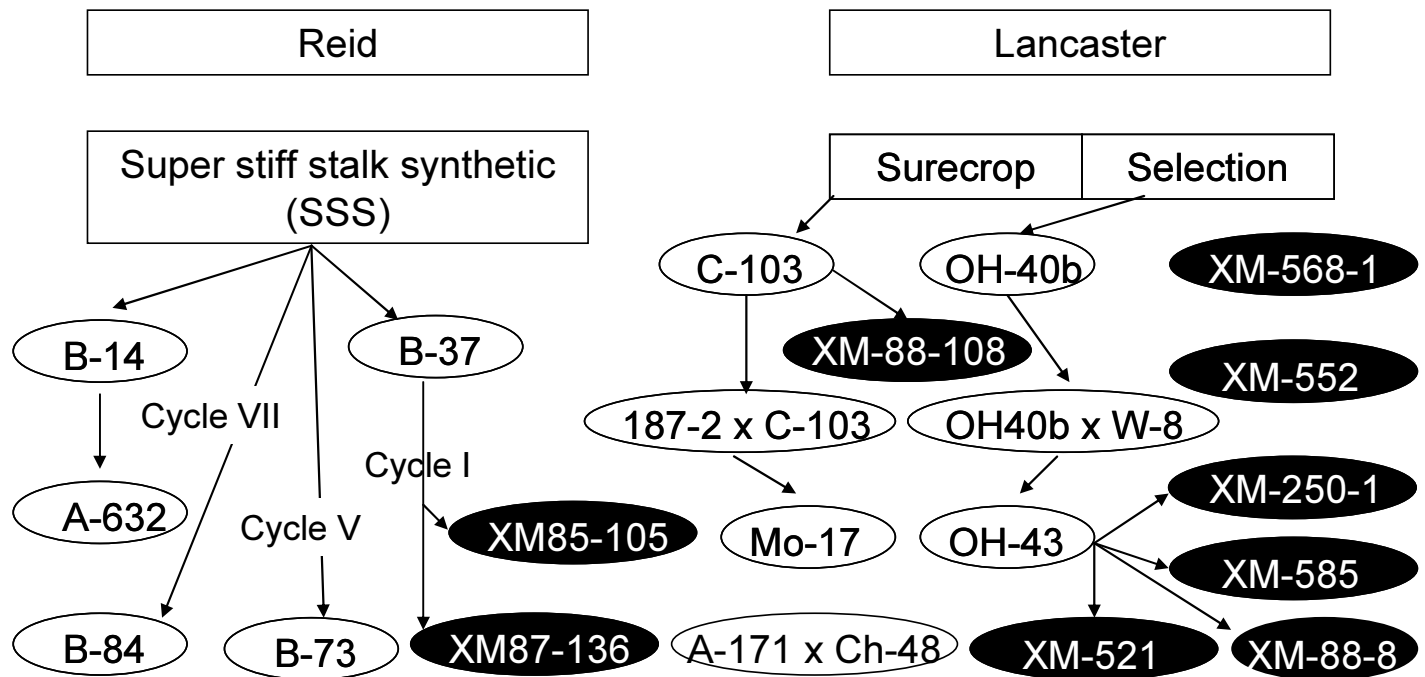 Reid
Lancaster
Super stiff stalk synthetic
(SSS)
Surecrop
Selection
C-103
OH-40b
XM-568-1
B-14
B-37
XM-88-108
XM-552
Cycle VII
187-2 x C-103
OH40b x W-8
Cycle I
A-632
Cycle V
XM85-105
Mo-17
OH-43
XM-250-1
XM-585
B-84
B-73
XM87-136
A-171 x Ch-48
XM-521
XM-88-8